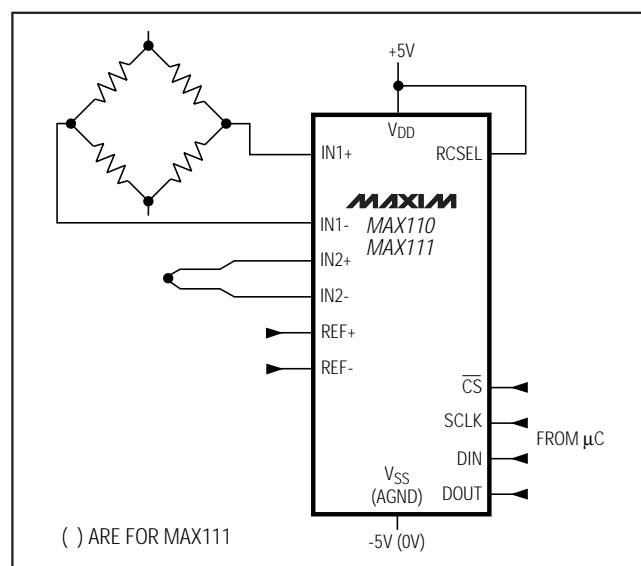 +5V
VDD
RCSEL
IN1+
MAXIM
MAX110
MAX111
IN1-
IN2+
IN2-
REF+
REF-
CS
SCLK
FROM μC
DIN
VSS
(AGND)
DOUT
( ) ARE FOR MAX111
-5V (0V)